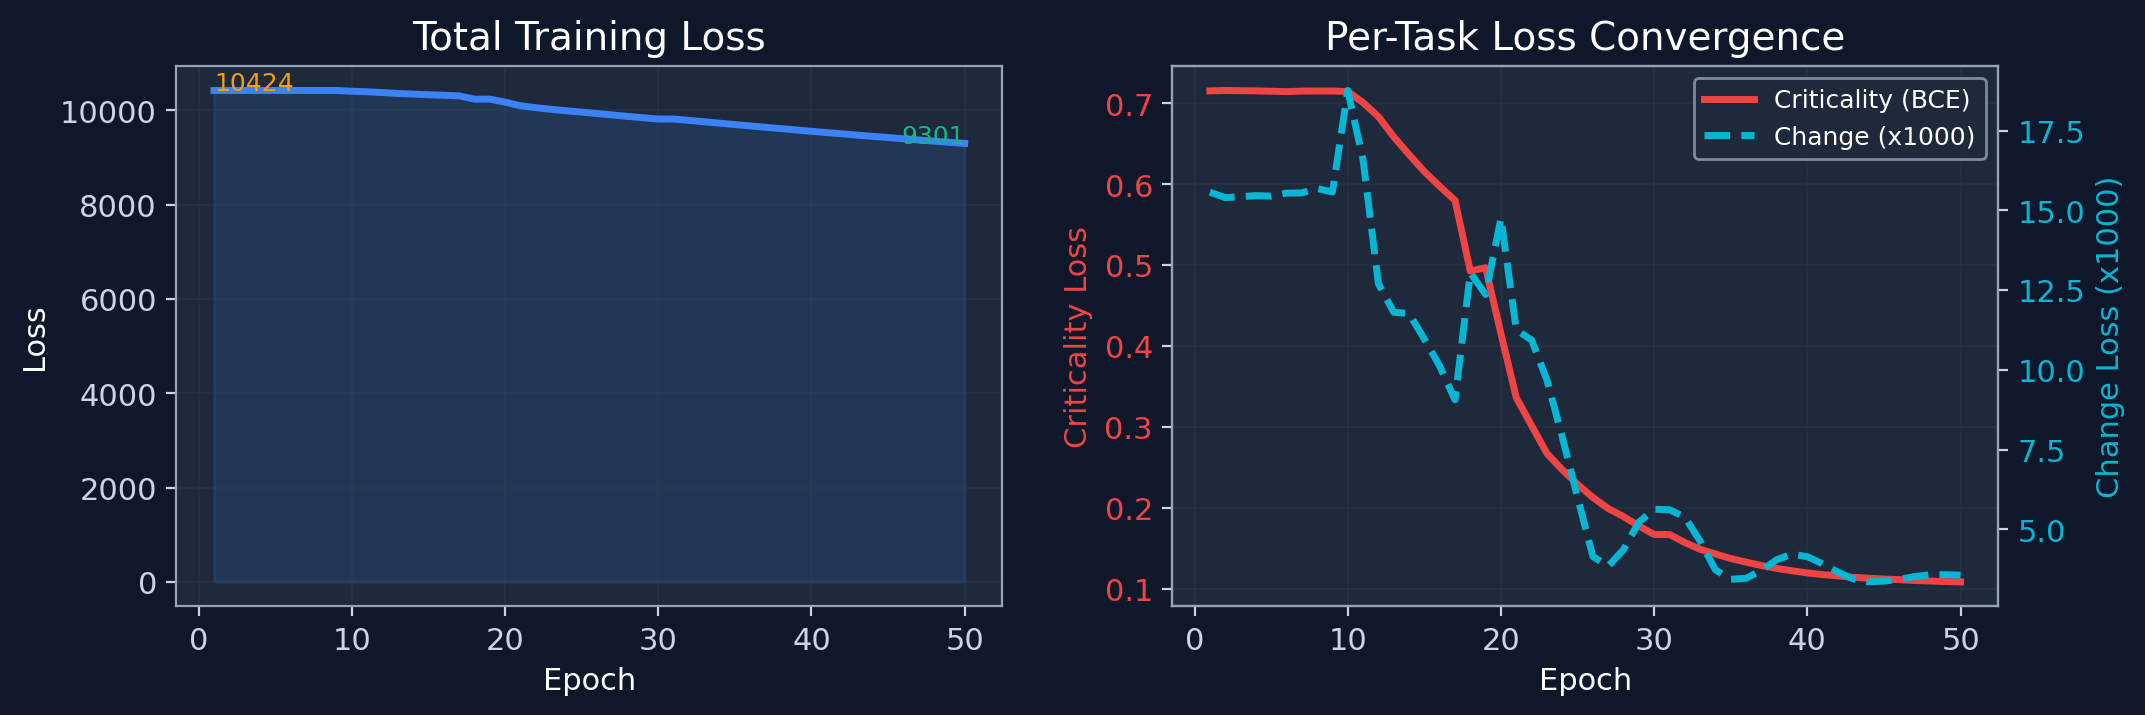 Total Training Loss
10424
9301
10000
8000
6000
4000
2000
0
Loss
0 10 20 30 40 50
Epoch
Per-Task Loss Convergence
Criticality (BCE)
Change (x1000)
0.7
0.6
0.5
0.4
0.3
0.2
0.1
Criticality Loss
17.5
15.0
12.5
10.0
7.5
5.0
Change Loss (x1000)
0 10 20 30 40 50
Epoch